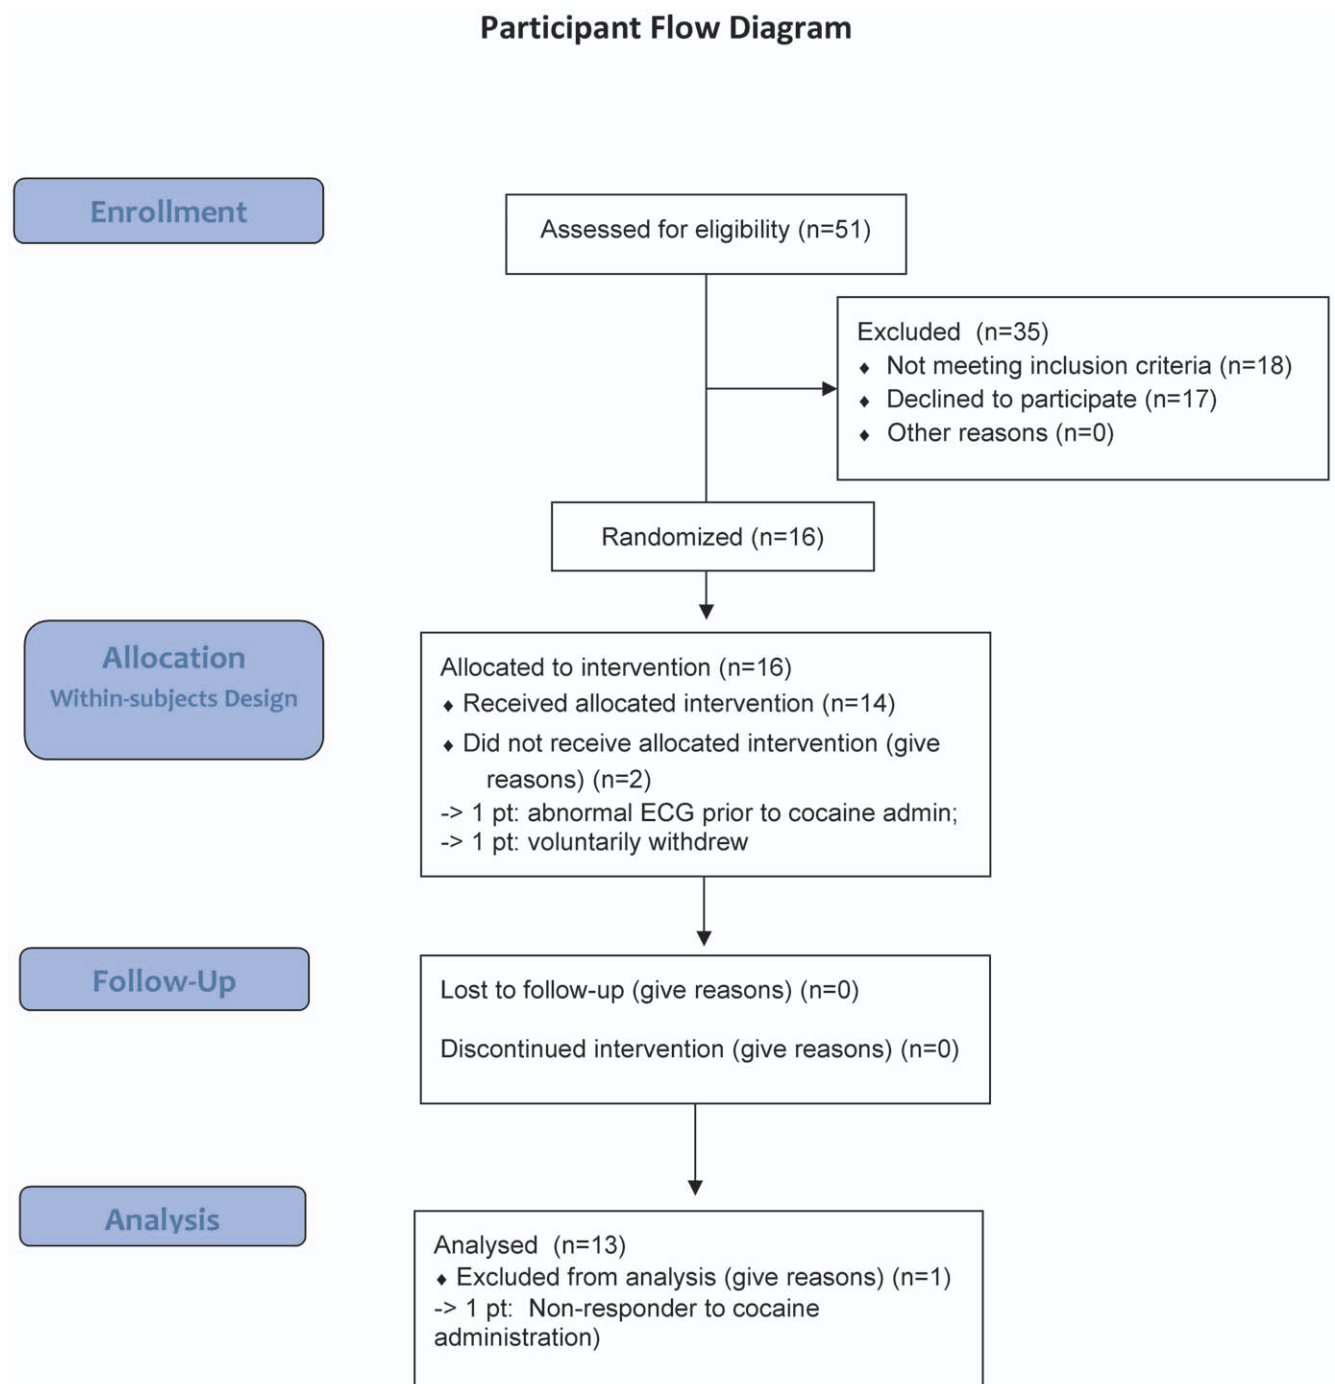 Participant Flow Diagram
Enrollment
Assessed for eligibility (n=51)
Excluded (n=35)
♦ Not meeting inclusion criteria (n=18)
♦ Declined to participate (n=17)
♦ Other reasons (n=0)
Randomized (n=16)
Allocation
Within-subjects Design
Allocated to intervention (n=16)
♦ Received allocated intervention (n=14)
♦ Did not receive allocated intervention (give
reasons) (n=2)
-> 1 pt: abnormal ECG prior to cocaine admin;
-> 1 pt: voluntarily withdrew
Follow-Up
Lost to follow-up (give reasons) (n=0)
Discontinued intervention (give reasons) (n=0)
Analysis
Analysed (n=13)
♦ Excluded from analysis (give reasons) (n=1)
-> 1 pt: Non-responder to cocaine
administration)